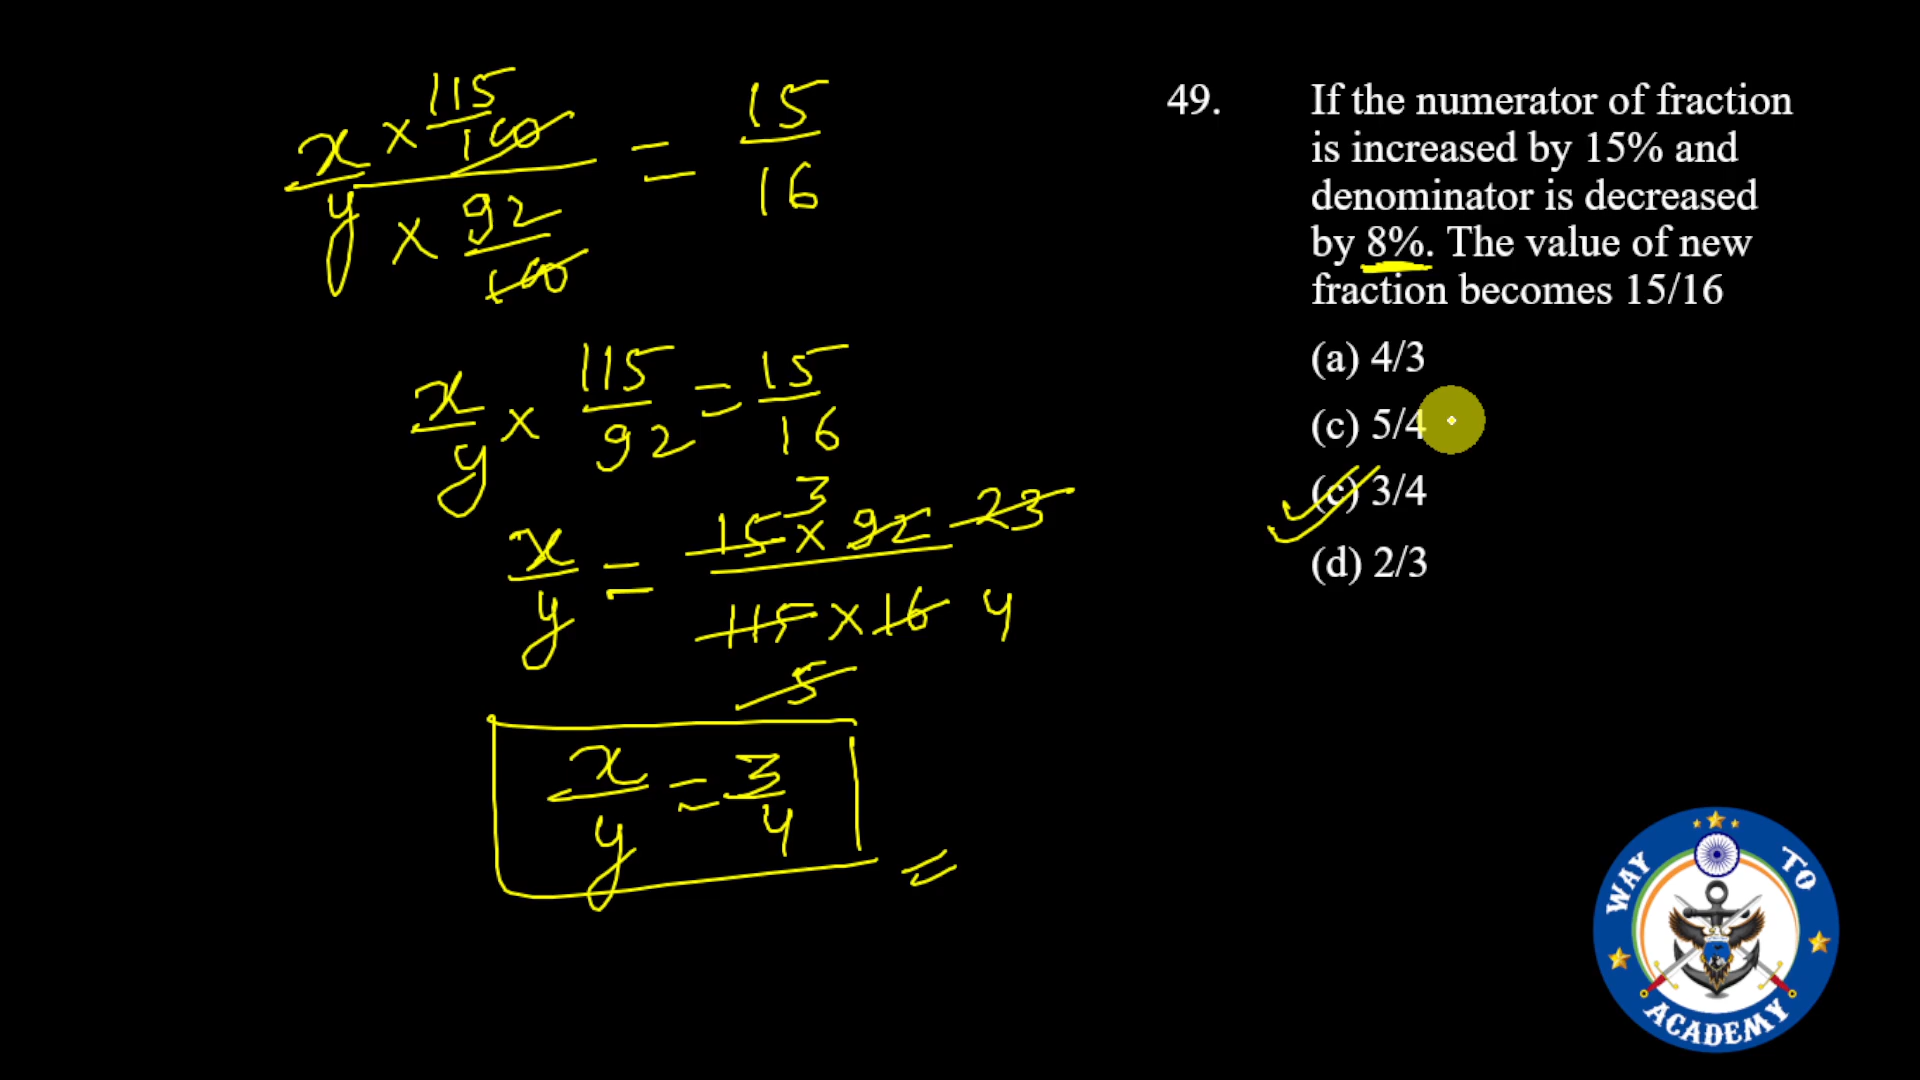 x/y × 115/100 / × 92/100 = 15/16
x/y × 115/92 = 15/16
x/y = 15 × 92 / 115 × 16
3 23
5 4
x/y = 3/4 =
49. If the numerator of fraction
is increased by 15% and
denominator is decreased
by 8%. The value of new
fraction becomes 15/16
(a) 4/3
(c) 5/4
(c) 3/4
(d) 2/3
WAY TO
ACADEMY